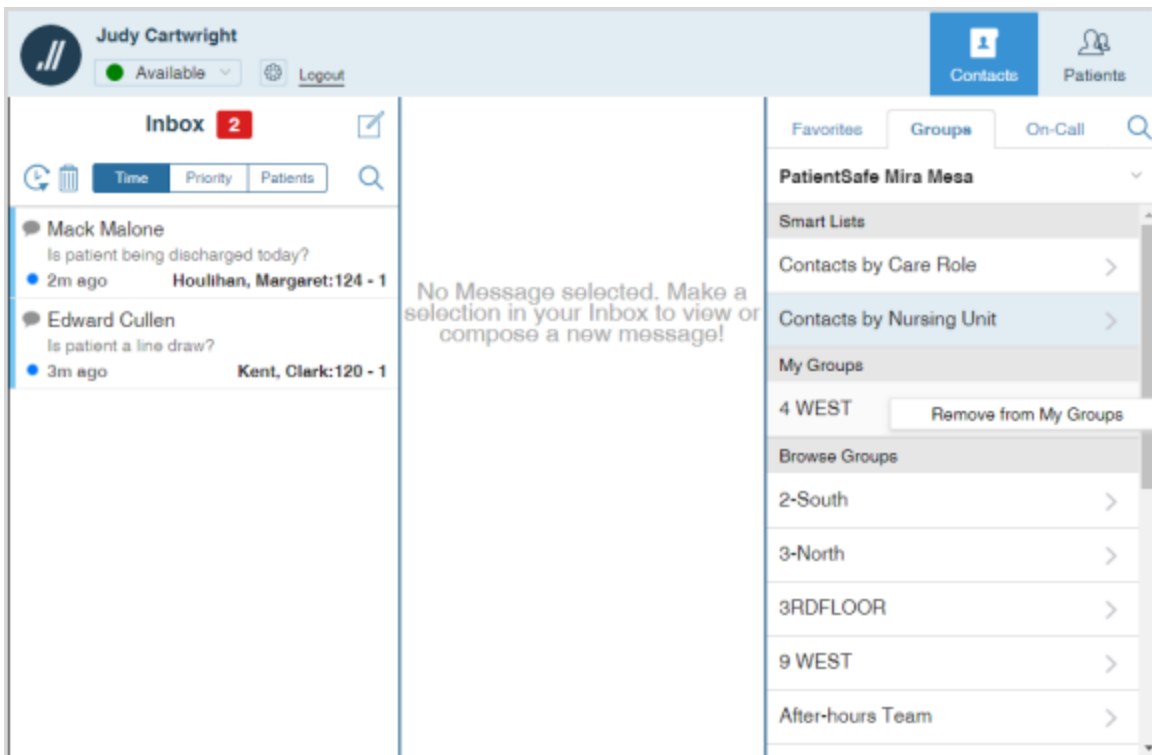 Judy Cartwright
Available
Logout
Contacts
Patients
Inbox 2
Time Priority Patients
Mack Malone
Is patient being discharged today?
2m ago Houlihan, Margaret:124 - 1
Edward Cullen
Is patient a line draw?
3m ago Kent, Clark:120 - 1
No Message selected. Make a
selection in your Inbox to view or
compose a new message!
Favorites Groups On-Call
PatientSafe Mira Mesa
Smart Lists
Contacts by Care Role
Contacts by Nursing Unit
My Groups
4 WEST
Remove from My Groups
Browse Groups
2-South
3-North
3RDFLOOR
9 WEST
After-hours Team